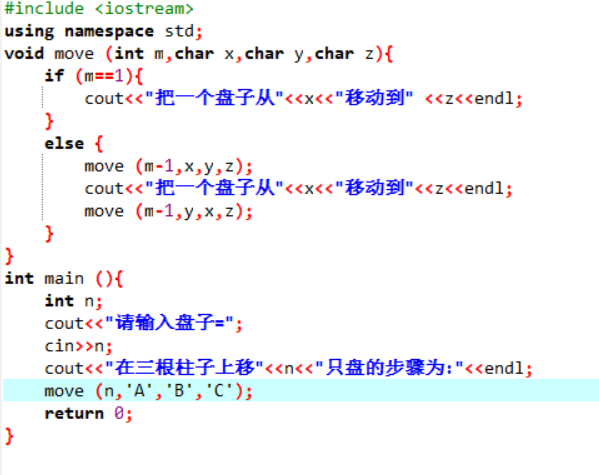 #include <iostream>
using namespace std;
void move (int m,char x,char y,char z){
    if (m==1){
        cout<<"把一个盘子从"<<x<<"移动到" <<z<<endl;
    }
    else {
        move (m-1,x,y,z);
        cout<<"把一个盘子从"<<x<<"移动到"<<z<<endl;
        move (m-1,y,x,z);
    }
}
int main (){
    int n;
    cout<<"请输入盘子=";
    cin>>n;
    cout<<"在三根柱子上移"<<n<<"只盘的步骤为:"<<endl;
    move (n,'A','B','C');
    return 0;
}